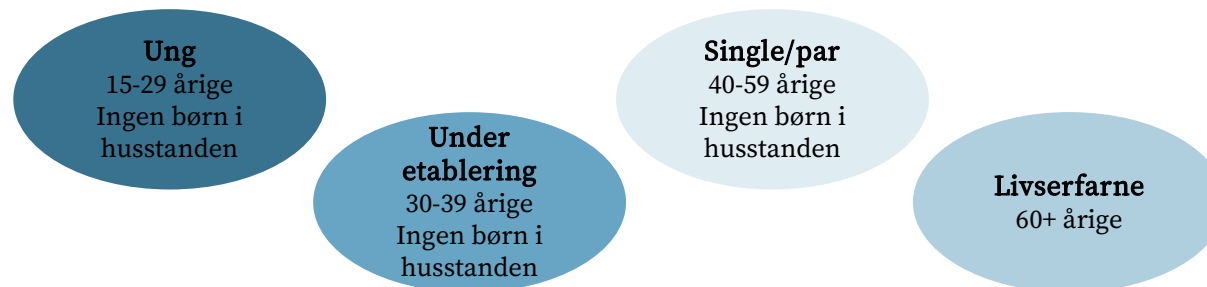 Ung
15-29 årige
Ingen børn i
husstanden
Under
etablering
30-39 årige
Ingen børn i
husstanden
Single/par
40-59 årige
Ingen børn i
husstanden
Livserfarne
60+ årige